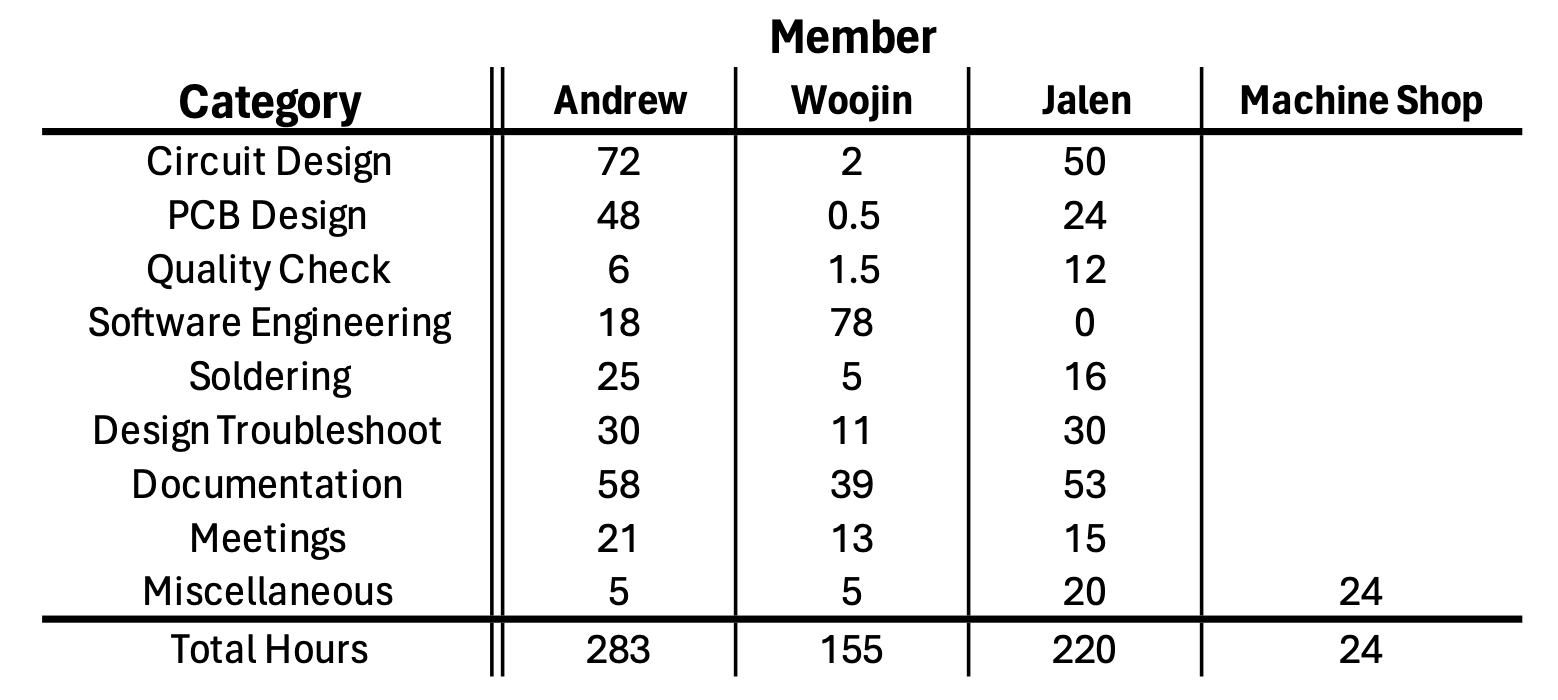 Member
Category Andrew Woojin Jalen Machine Shop
Circuit Design 72 2 50
PCB Design 48 0.5 24
Quality Check 6 1.5 12
Software Engineering 18 78 0
Soldering 25 5 16
Design Troubleshoot 30 11 30
Documentation 58 39 53
Meetings 21 13 15
Miscellaneous 5 5 20 24
Total Hours 283 155 220 24